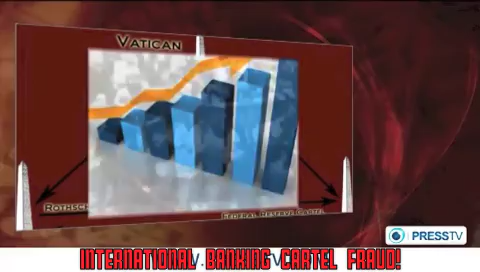 VATICAN
FEDERAL RESERVE CARTEL
PRESSTV
INTERNATIONAL BANKING CARTEL FRAUD!